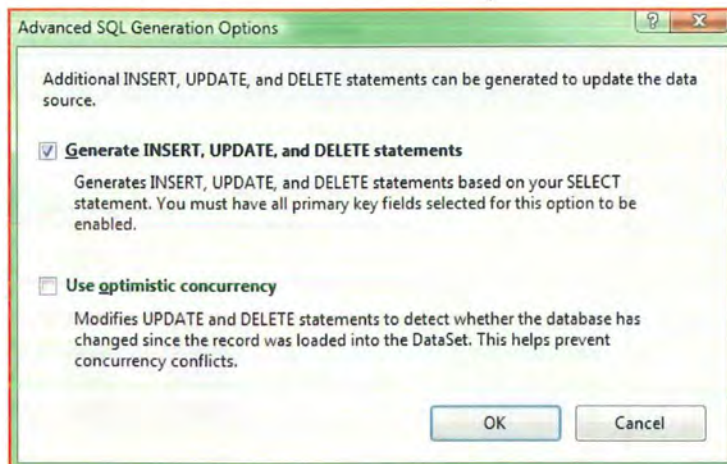 Advanced SQL Generation Options
Additional INSERT, UPDATE, and DELETE statements can be generated to update the data
source.
Generate INSERT, UPDATE, and DELETE statements
Generates INSERT, UPDATE, and DELETE statements based on your SELECT
statement. You must have all primary key fields selected for this option to be
enabled.
Use optimistic concurrency
Modifies UPDATE and DELETE statements to detect whether the database has
changed since the record was loaded into the DataSet. This helps prevent
concurrency conflicts.
OK
Cancel